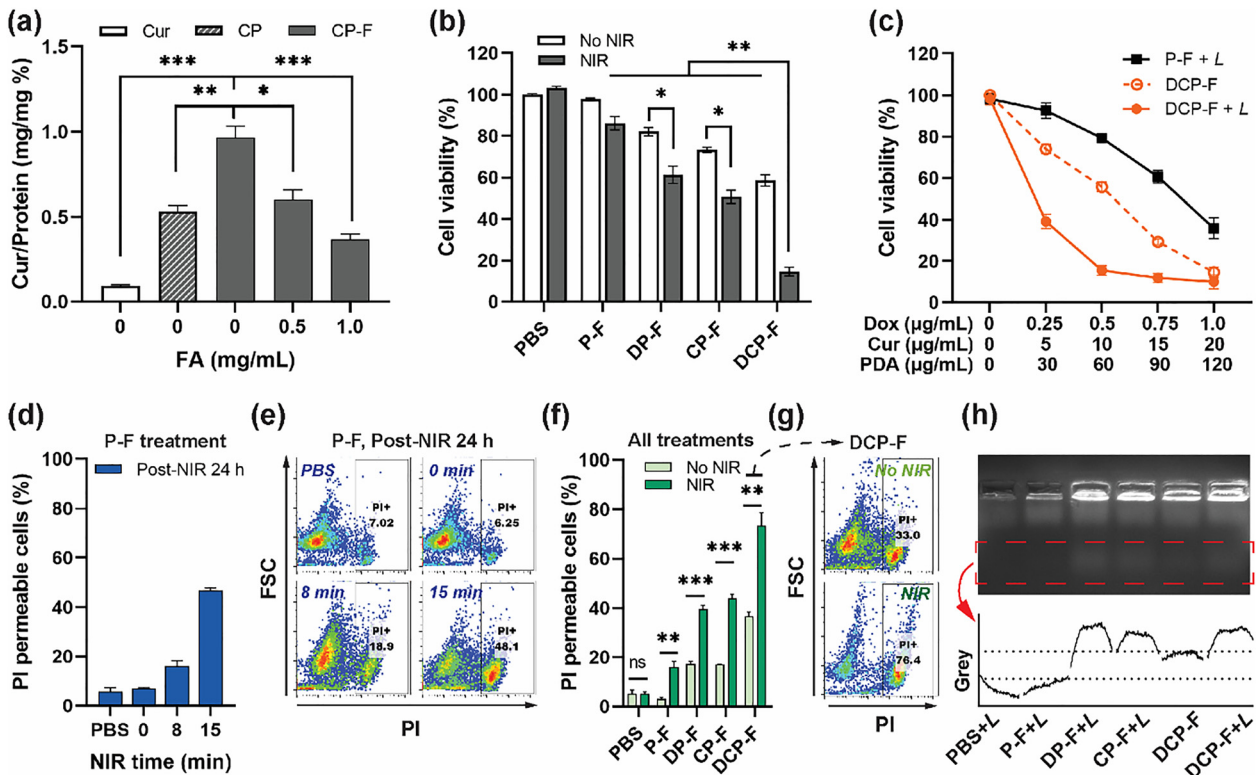 (a)
Cur CP CP-F
Cur/Protein (mg/mg %)
1.5
1.0
0.5
0.0
*** ***
** *
0 0 0 0.5 1.0
FA (mg/mL)
(b)
No NIR
NIR
Cell viability (%)
120
100
80
60
40
20
0
**
*
*
PBS P-F DP-F CP-F DCP-F
(c)
P-F + L
DCP-F
DCP-F + L
Cell viability (%)
120
100
80
60
40
20
0
Dox (μg/mL) 0 0.25 0.5 0.75 1.0
Cur (μg/mL) 0 5 10 15 20
PDA (μg/mL) 0 30 60 90 120
(d)
P-F treatment
Post-NIR 24 h
PI permeable cells (%)
100
80
60
40
20
0
PBS 0 8 15
NIR time (min)
(e)
P-F, Post-NIR 24 h
PBS
PI+
7.02
0 min
PI+
6.25
8 min
PI+
18.9
15 min
PI+
48.1
FSC
PI
(f)
All treatments
No NIR
NIR
PI permeable cells (%)
100
80
60
40
20
0
ns
**
***
***
**
PBS P-F DP-F CP-F DCP-F
(g)
DCP-F
No NIR
PI+
33.0
NIR
PI+
76.4
FSC
PI
(h)
Grey
PBS+L P-F+L DP-F+L CP-F+L DCP-F DCP-F+L